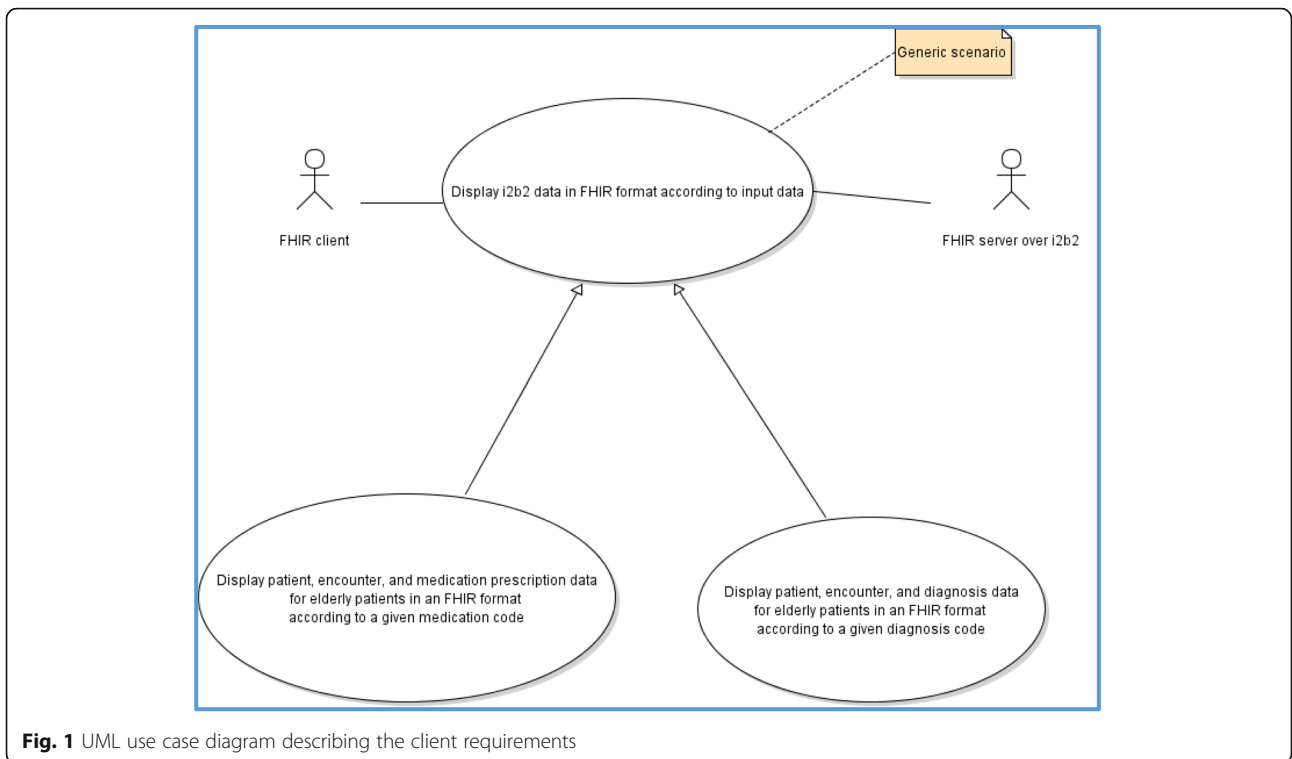 Generic scenario
Display i2b2 data in FHIR format according to input data
FHIR client
FHIR server over i2b2
Display patient, encounter, and medication prescription data
for elderly patients in an FHIR format
according to a given medication code
Display patient, encounter, and diagnosis data
for elderly patients in an FHIR format
according to a given diagnosis code
Fig. 1 UML use case diagram describing the client requirements